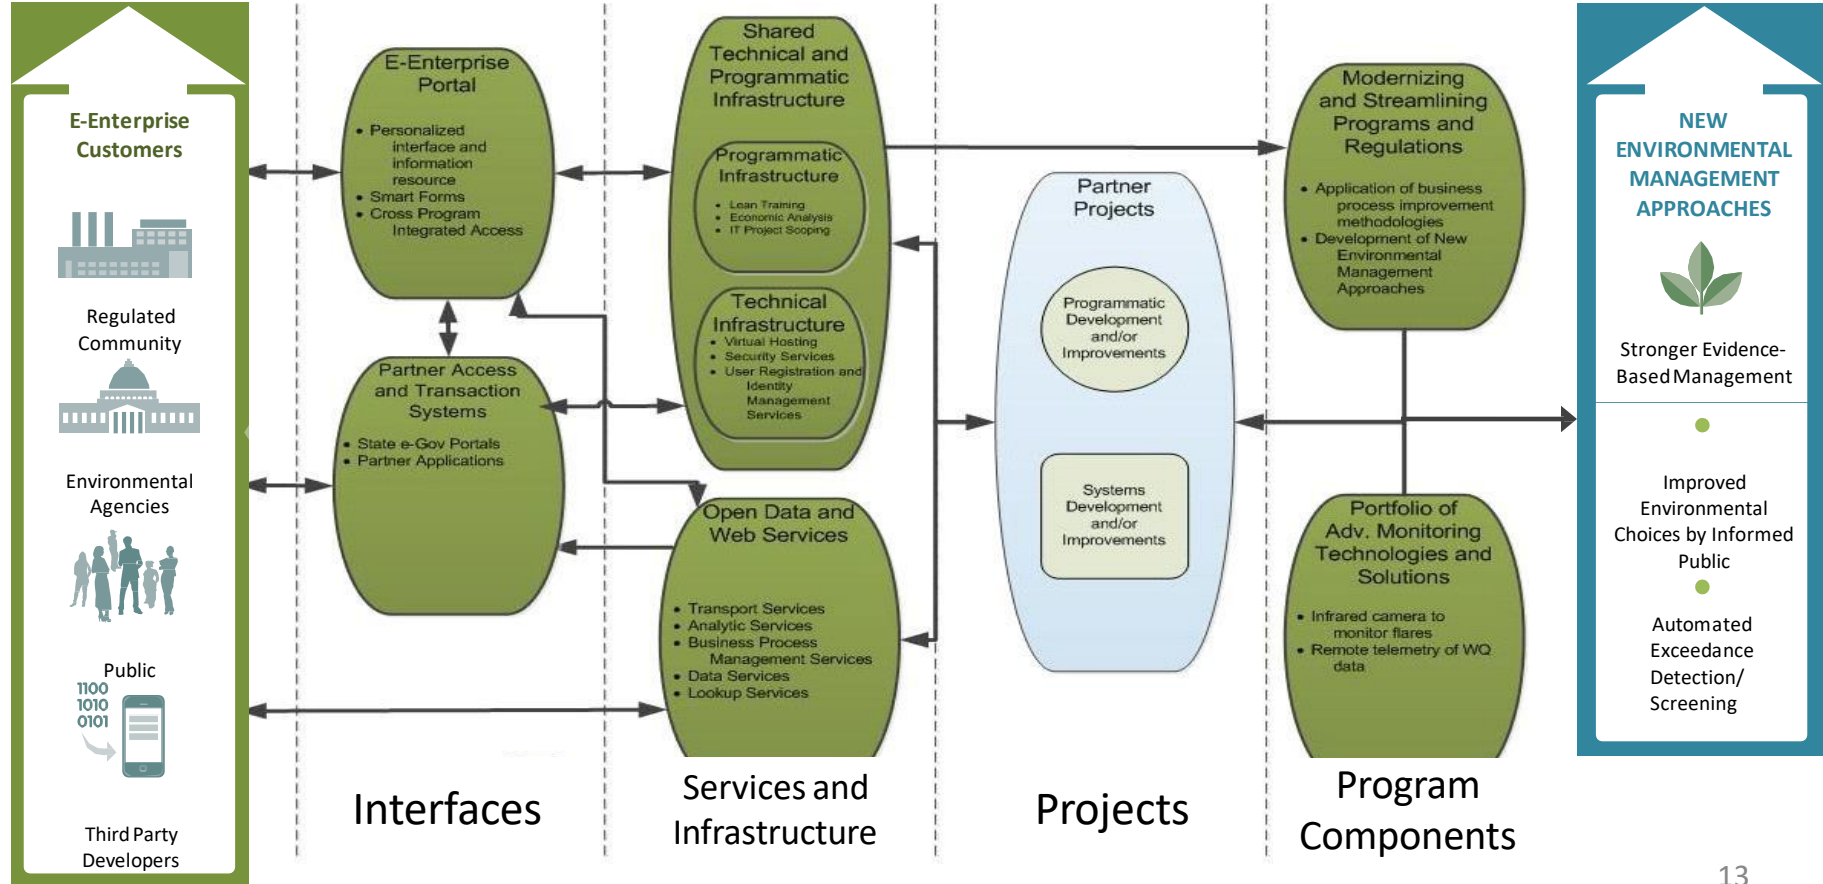 E-Enterprise
Customers
Regulated
Community
Environmental
Agencies
Public
1100
1010
0101
Third Party
Developers
E-Enterprise
Portal
• Personalized
interface and
information
resource
• Smart Forms
• Cross Program
Integrated Access
Partner Access
and Transaction
Systems
• State e-Gov Portals
• Partner Applications
Interfaces
Shared
Technical and
Programmatic
Infrastructure
Programmatic
Infrastructure
• Lean Training
• Economic Analysis
• IT Project Scoping
Technical
Infrastructure
• Virtual Hosting
• Security Services
• User Registration and
Identity
Management
Services
Open Data and
Web Services
• Transport Services
• Analytic Services
• Business Process
Management Services
• Data Services
• Lookup Services
Services and
Infrastructure
Partner
Projects
Programmatic
Development
and/or
Improvements
Systems
Development
and/or
Improvements
Projects
Modernizing
and Streamlining
Programs and
Regulations
• Application of business
process improvement
methodologies
• Development of New
Environmental
Management
Approaches
Portfolio of
Adv. Monitoring
Technologies and
Solutions
• Infrared camera to
monitor flares
• Remote telemetry of WQ
data
Program
Components
NEW
ENVIRONMENTAL
MANAGEMENT
APPROACHES
Stronger Evidence-
Based Management
Improved
Environmental
Choices by Informed
Public
Automated
Exceedance
Detection/
Screening
13